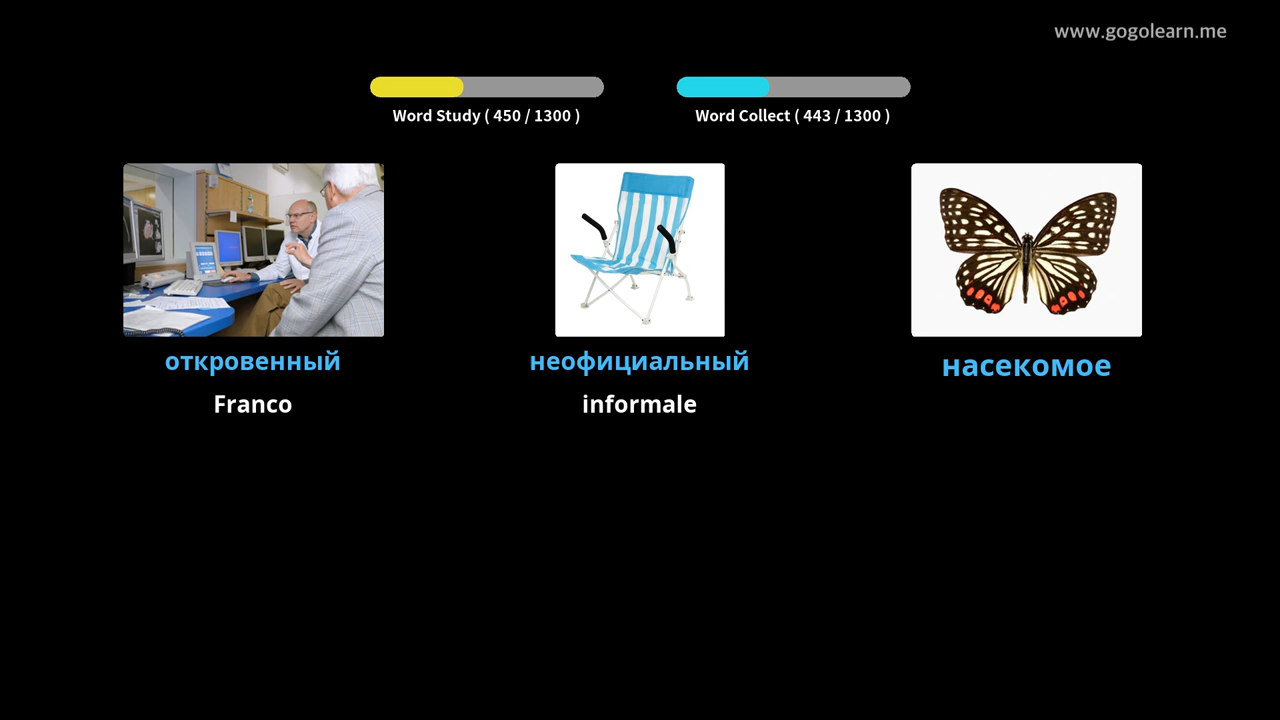 www.gogolearn.me
Word Study ( 450 / 1300 )
Word Collect ( 443 / 1300 )
откровенный
неофициальный
насекомое
Franco
informale